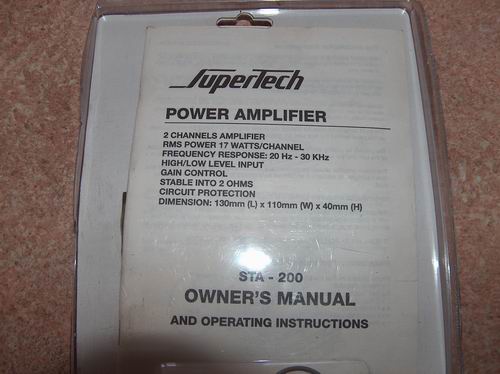 SuperTech
POWER AMPLIFIER
2 CHANNELS AMPLIFIER
RMS POWER 17 WATTS/CHANNEL
FREQUENCY RESPONSE: 20 Hz - 30 KHz
HIGH/LOW LEVEL INPUT
GAIN CONTROL
STABLE INTO 2 OHMS
CIRCUIT PROTECTION
DIMENSION: 130mm (L) x 110mm (W) x 40mm (H)
STA - 200
OWNER'S MANUAL
AND OPERATING INSTRUCTIONS